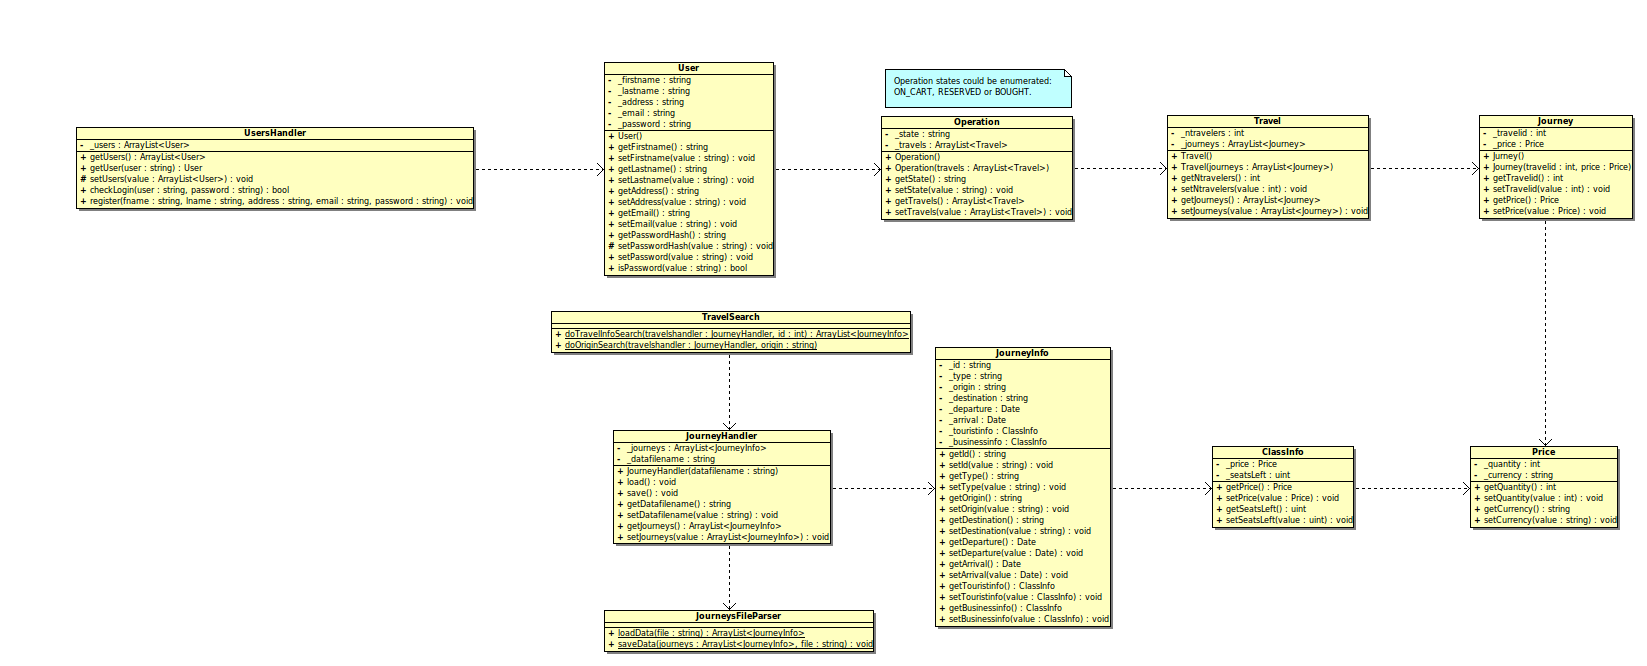 UsersHandler
- _users : ArrayList<User>
+ getUsers() : ArrayList<User>
+ getUser(user : string) : User
# setUsers(value : ArrayList<User>) : void
+ checkLogin(user : string, password : string) : bool
+ register(fname : string, lname : string, address : string, email : string, password : string) : void
User
- _firstname : string
- _lastname : string
- _address : string
- _email : string
- _password : string
+ User()
+ getFirstname() : string
+ setFirstname(value : string) : void
+ getLastname() : string
+ setLastname(value : string) : void
+ getAddress() : string
+ setAddress(value : string) : void
+ getEmail() : string
+ setEmail(value : string) : void
+ getPasswordHash() : string
# setPasswordHash(value : string) : void
+ setPassword(value : string) : void
+ isPassword(value : string) : bool
Operation states could be enumerated:
ON_CART, RESERVED or BOUGHT.
Operation
- _state : string
- _travels : ArrayList<Travel>
+ Operation()
+ Operation(travels : ArrayList<Travel>)
+ getState() : string
+ setState(value : string) : void
+ getTravels() : ArrayList<Travel>
+ setTravels(value : ArrayList<Travel>) : void
Travel
- _ntravelers : int
- _journeys : ArrayList<Journey>
+ Travel()
+ Travel(journeys : ArrayList<Journey>)
+ getNtravelers() : int
+ setNtravelers(value : int) : void
+ getJourneys() : ArrayList<Journey>
+ setJourneys(value : ArrayList<Journey>) : void
Journey
- _travelid : int
- _price : Price
+ Jurney()
+ Journey(travelid : int, price : Price)
+ getTravelid() : int
+ setTravelid(value : int) : void
+ getPrice() : Price
+ setPrice(value : Price) : void
TravelSearch
+ doTravelInfoSearch(travelshandler : JourneyHandler, id : int) : ArrayList<JourneyInfo>
+ doOriginSearch(travelshandler : JourneyHandler, origin : string)
JourneyHandler
- _journeys : ArrayList<JourneyInfo>
- _datafilename : string
+ JourneyHandler(datafilename : string)
+ load() : void
+ save() : void
+ getDatafilename() : string
+ setDatafilename(value : string) : void
+ getJourneys() : ArrayList<JourneyInfo>
+ setJourneys(value : ArrayList<JourneyInfo>) : void
JourneyInfo
- _id : string
- _type : string
- _origin : string
- _destination : string
- _departure : Date
- _arrival : Date
- _touristinfo : ClassInfo
- _businessinfo : ClassInfo
+ getId() : string
+ setId(value : string) : void
+ getType() : string
+ setType(value : string) : void
+ getOrigin() : string
+ setOrigin(value : string) : void
+ getDestination() : string
+ setDestination(value : string) : void
+ getDeparture() : Date
+ setDeparture(value : Date) : void
+ getArrival() : Date
+ setArrival(value : Date) : void
+ getTouristinfo() : ClassInfo
+ setTouristinfo(value : ClassInfo) : void
+ getBusinessinfo() : ClassInfo
+ setBusinessinfo(value : ClassInfo) : void
ClassInfo
- _price : Price
- _seatsLeft : uint
+ getPrice() : Price
+ setPrice(value : Price) : void
+ getSeatsLeft() : uint
+ setSeatsLeft(value : uint) : void
Price
- _quantity : int
- _currency : string
+ getQuantity() : int
+ setQuantity(value : int) : void
+ getCurrency() : string
+ setCurrency(value : string) : void
JourneysFileParser
+ loadData(file : string) : ArrayList<JourneyInfo>
+ saveData(journeys : ArrayList<JourneyInfo>, file : string) : void